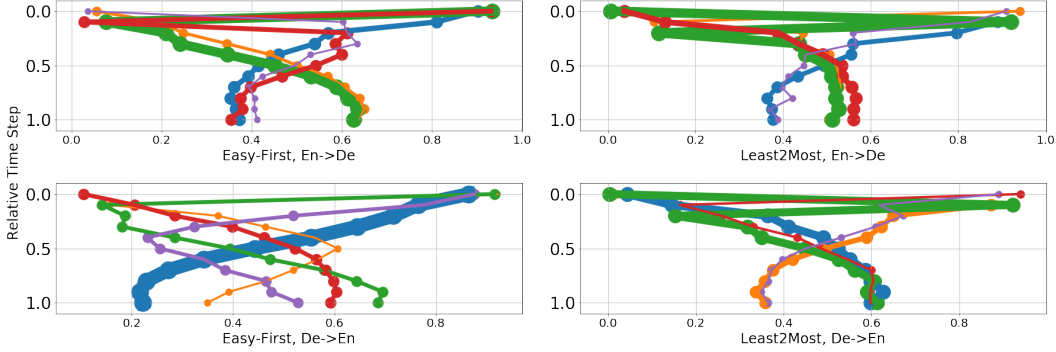 Relative Time Step
0.0
0.5
1.0
0.0 0.2 0.4 0.6 0.8 1.0
Easy-First, En->De
0.0
0.5
1.0
0.0 0.2 0.4 0.6 0.8 1.0
Least2Most, En->De
0.0
0.5
1.0
0.2 0.4 0.6 0.8
Easy-First, De->En
0.0
0.5
1.0
0.0 0.2 0.4 0.6 0.8
Least2Most, De->En